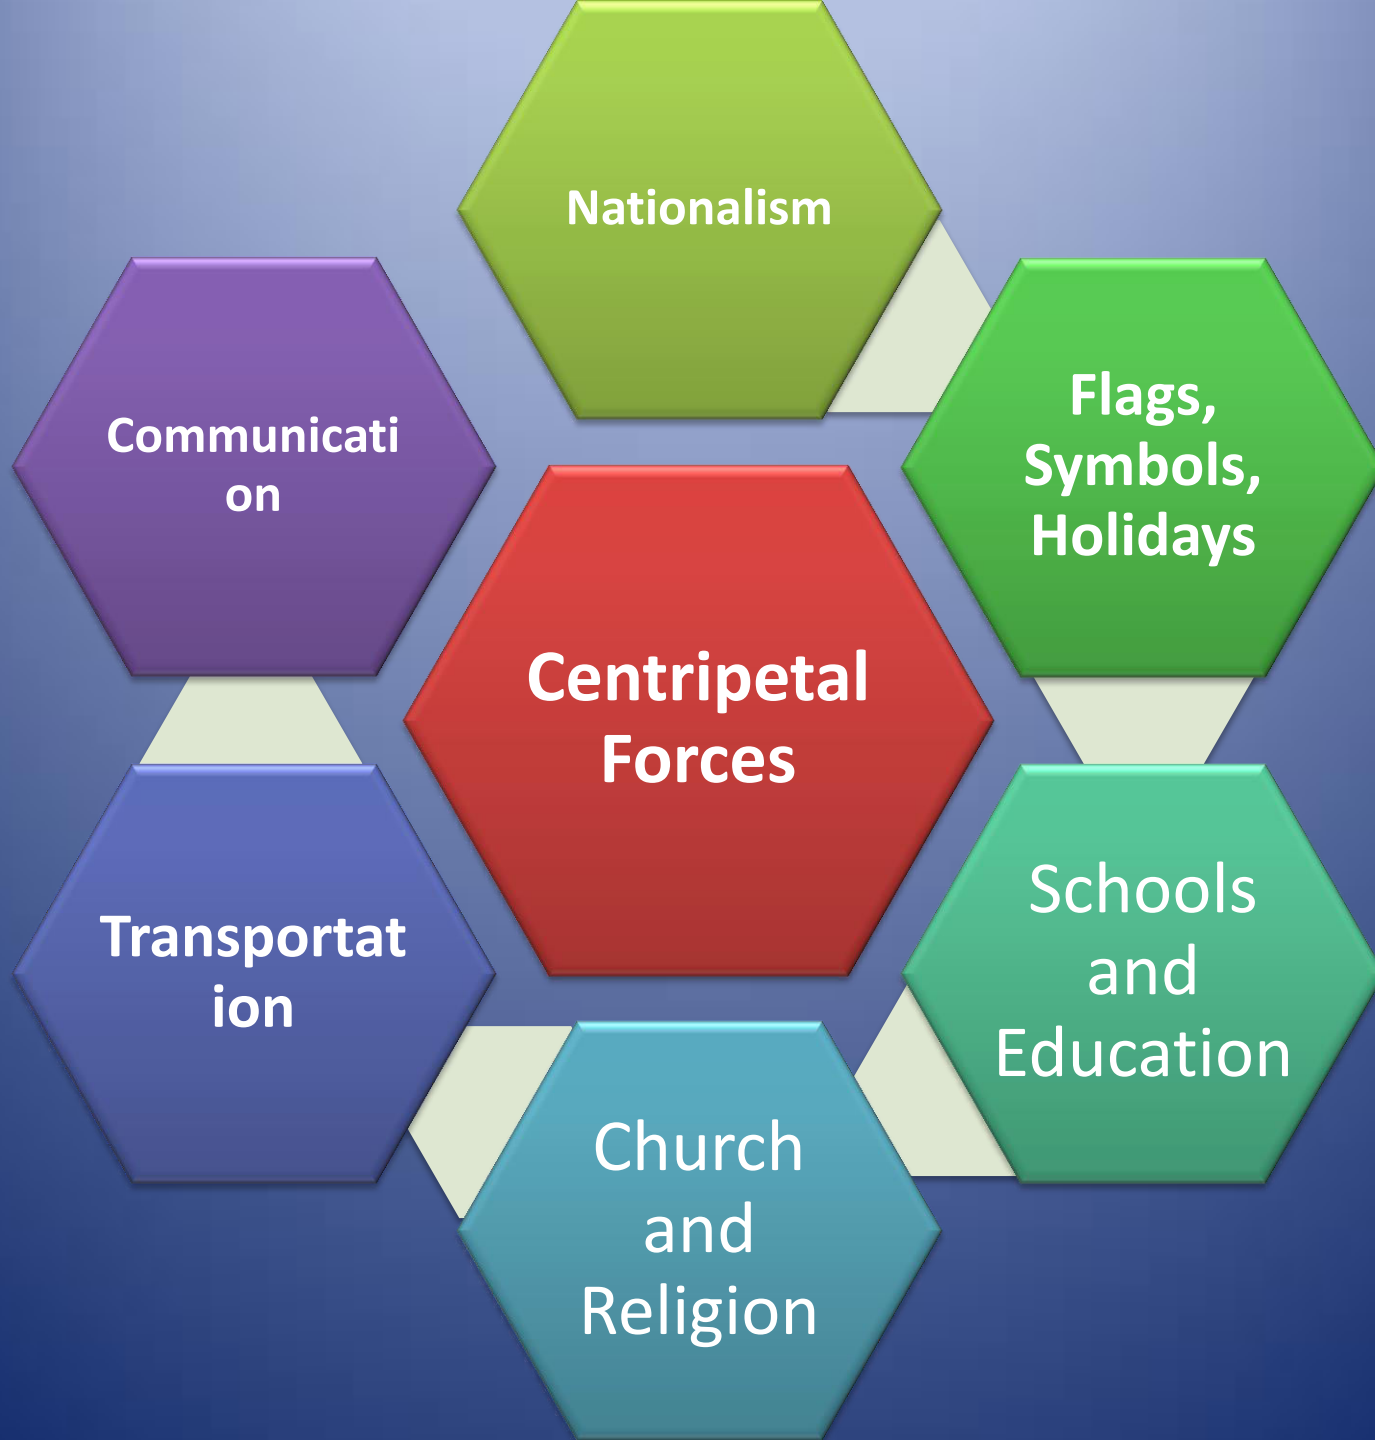 Nationalism
Flags,
Symbols,
Holidays
Communicati
on
Centripetal
Forces
Schools
and
Education
Transportat
ion
Church
and
Religion